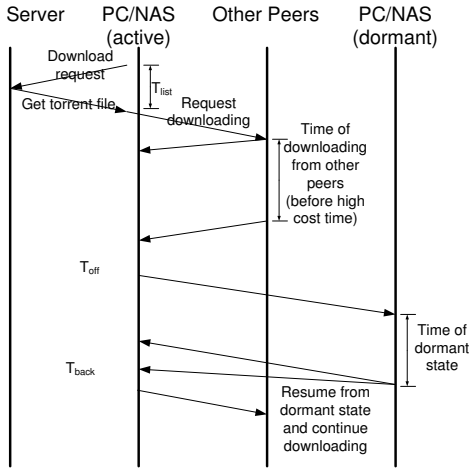 Server
PC/NAS
(active)
Other Peers
PC/NAS
(dormant)
Download
request
T_list
Get torrent file
Request
downloading
Time of
downloading
from other
peers
(before high
cost time)
T_off
Time of
dormant
state
T_back
Resume from
dormant state
and continue
downloading